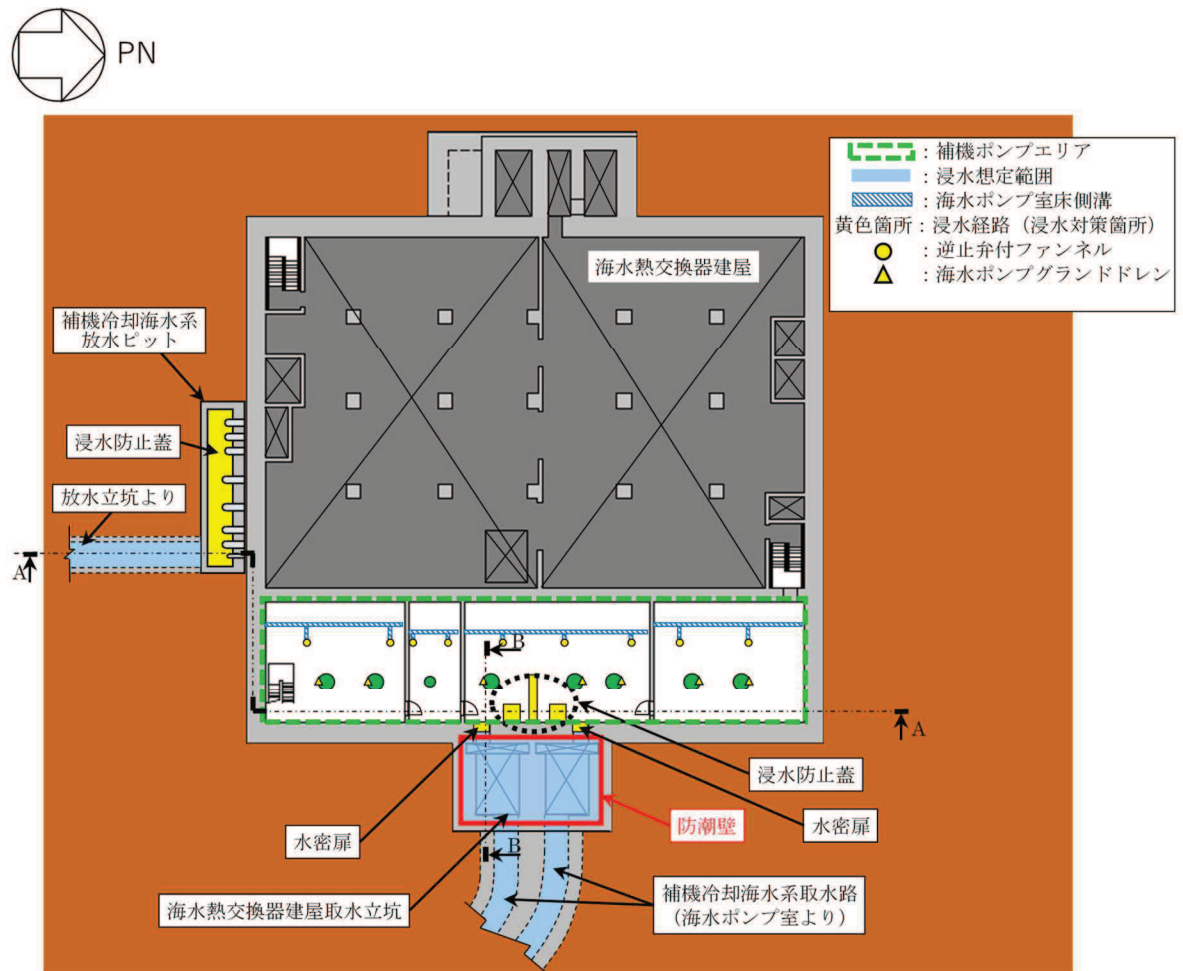 PN
：補機ポンプエリア
：浸水想定範囲
：海水ポンプ室床側溝
黄色箇所：浸水経路（浸水対策箇所）
：逆止弁付ファンネル
：海水ポンプグランドドレン
海水熱交換器建屋
補機冷却海水系
放水ピット
浸水防止蓋
放水立坑より
A
B
A
浸水防止蓋
水密扉
防潮壁
水密扉
B
海水熱交換器建屋取水立坑
補機冷却海水系取水路
（海水ポンプ室より）